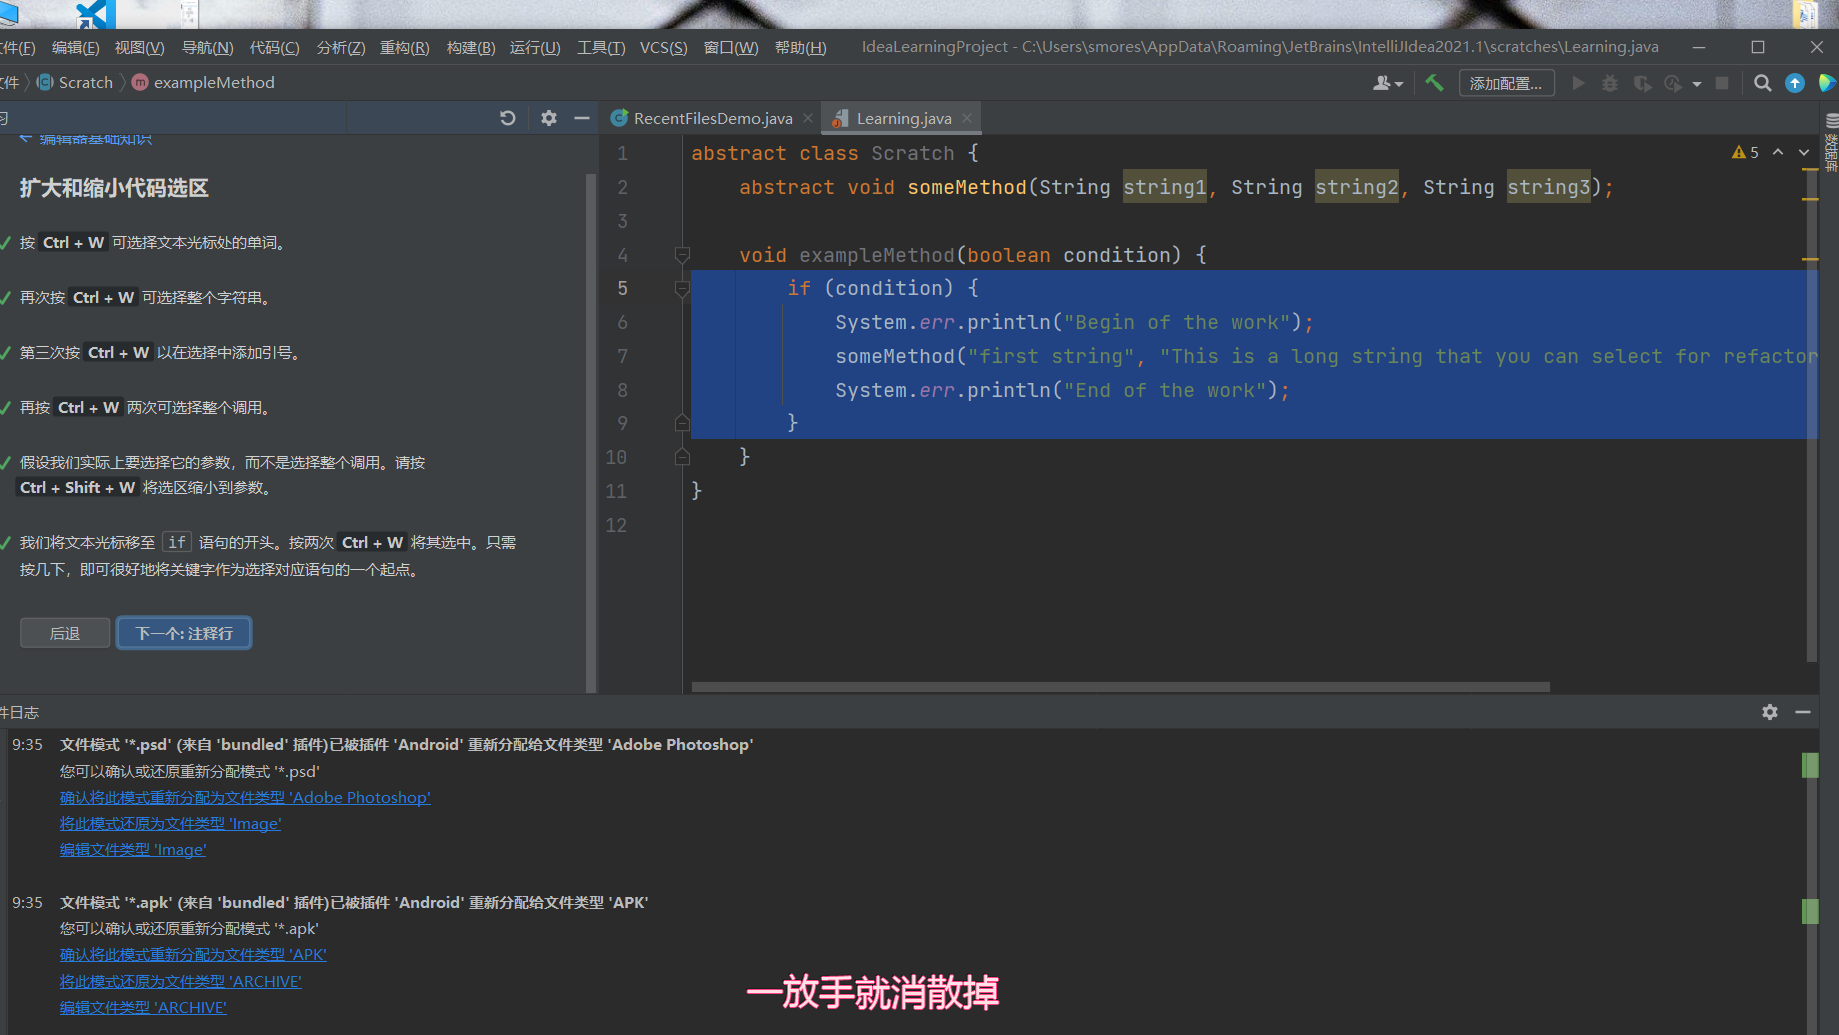 件(F) 编辑(E) 视图(V) 导航(N) 代码(C) 分析(Z) 重构(R) 构建(B) 运行(U) 工具(T) VCS(S) 窗口(W) 帮助(H) IdeaLearningProject - C:\Users\smores\AppData\Roaming\JetBrains\IntelliJIdea2021.1\scratches\Learning.java
件 Scratch exampleMethod 添加配置...
习
RecentFilesDemo.java Learning.java
编辑器基础知识
扩大和缩小代码选区
按 Ctrl + W 可选择文本光标处的单词。
再次按 Ctrl + W 可选择整个字符串。
第三次按 Ctrl + W 以在选择中添加引号。
再按 Ctrl + W 两次可选择整个调用。
假设我们实际上要选择它的参数，而不是选择整个调用。请按
Ctrl + Shift + W 将选区缩小到参数。
我们将文本光标移至 if 语句的开头。按两次 Ctrl + W 将其选中。只需
按几下，即可很好地将关键字作为选择对应语句的一个起点。
后退 下一个: 注释行
1 abstract class Scratch {
2 abstract void someMethod(String string1, String string2, String string3);
3
4 void exampleMethod(boolean condition) {
5 if (condition) {
6 System.err.println("Begin of the work");
7 someMethod("first string", "This is a long string that you can select for refactor
8 System.err.println("End of the work");
9 }
10 }
11 }
12
5
数据库
件日志
9:35 文件模式 '*.psd' (来自 'bundled' 插件)已被插件 'Android' 重新分配给文件类型 'Adobe Photoshop'
您可以确认或还原重新分配模式 '*.psd'
确认将此模式重新分配为文件类型 'Adobe Photoshop'
将此模式还原为文件类型 'Image'
编辑文件类型 'Image'
9:35 文件模式 '*.apk' (来自 'bundled' 插件)已被插件 'Android' 重新分配给文件类型 'APK'
您可以确认或还原重新分配模式 '*.apk'
确认将此模式重新分配为文件类型 'APK'
将此模式还原为文件类型 'ARCHIVE'
编辑文件类型 'ARCHIVE'
一放手就消散掉